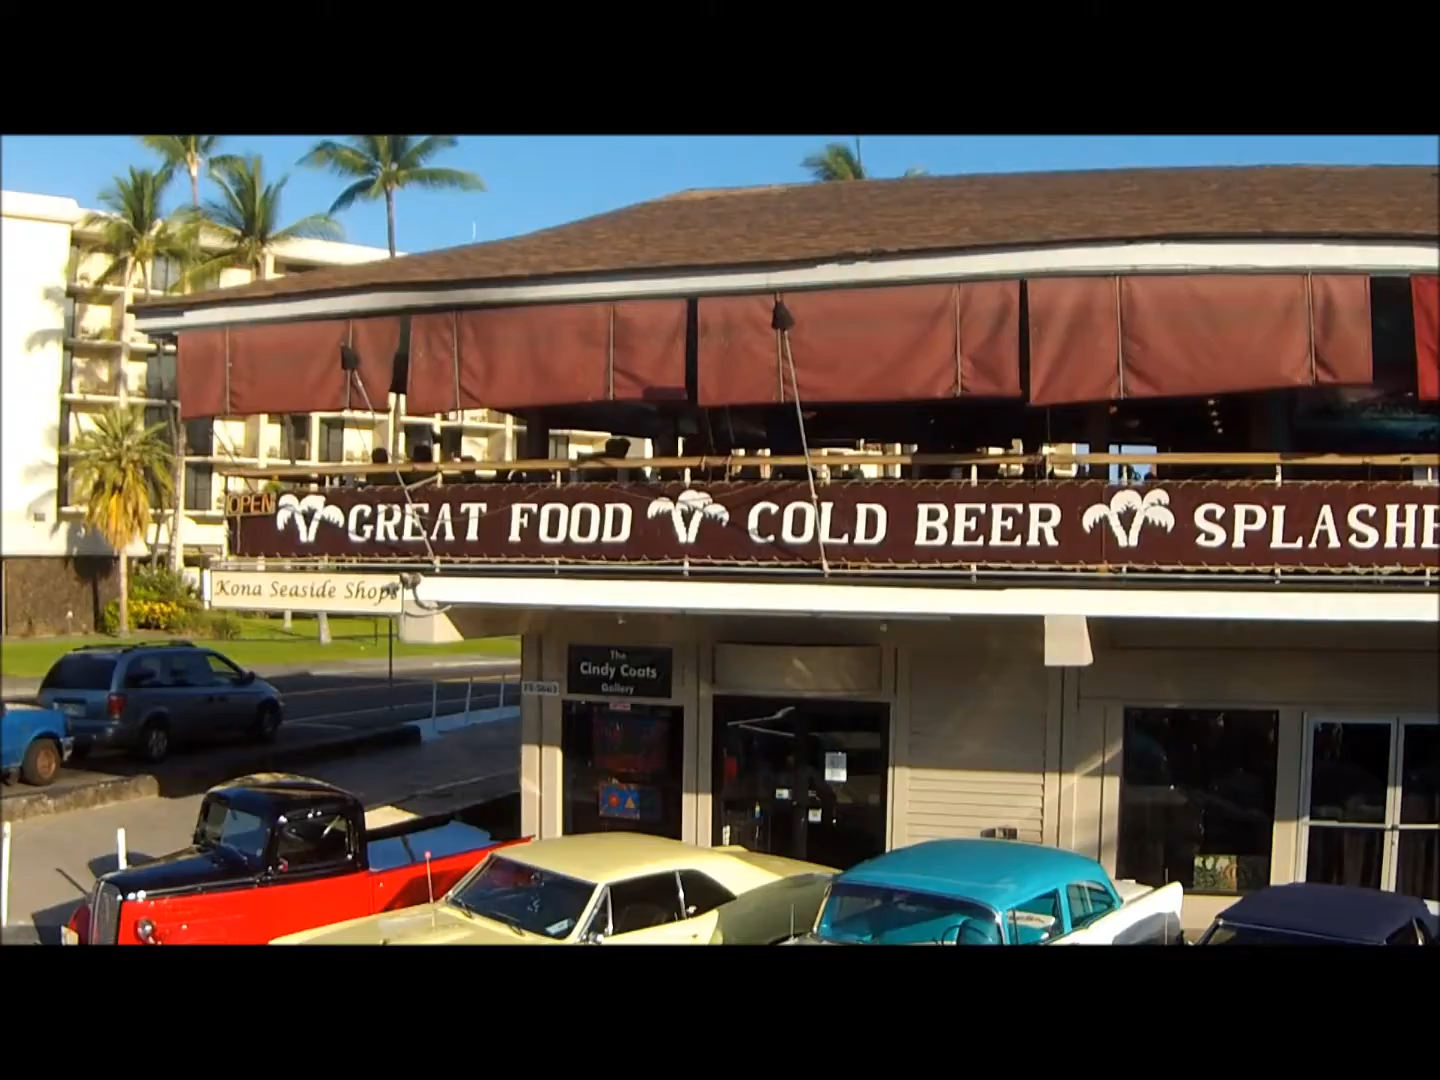 OPEN
GREAT FOOD COLD BEER SPLASHE
Kona Seaside Shops
The
Cindy Coats
Gallery